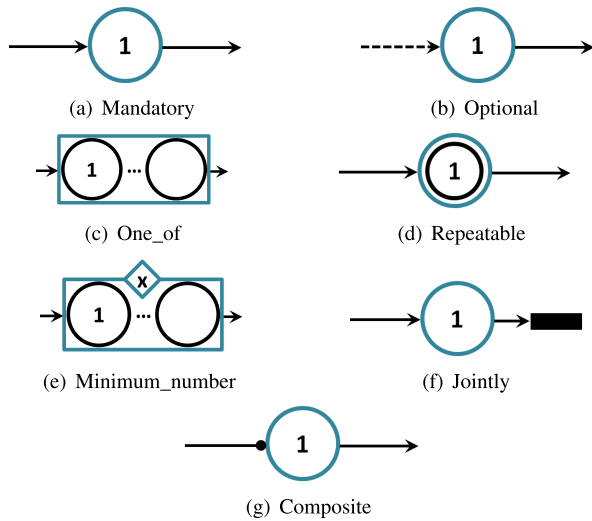 1
1
(a) Mandatory
(b) Optional
1 ...
1
(c) One_of
(d) Repeatable
x
1 ...
1
(e) Minimum_number
(f) Jointly
1
(g) Composite